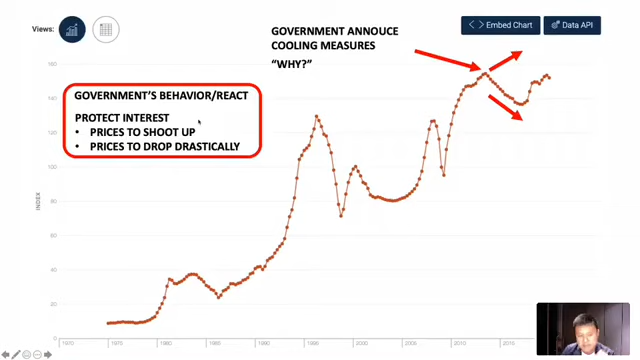 Views:
Embed Chart
Data API
GOVERNMENT ANNOUCE
COOLING MEASURES
“WHY?”
GOVERNMENT'S BEHAVIOR/REACT
PROTECT INTEREST
• PRICES TO SHOOT UP
• PRICES TO DROP DRASTICALLY
INDEX
160
140
120
100
80
60
40
20
0
1970
1975
1980
1985
1990
1995
2000
2005
2010
2015